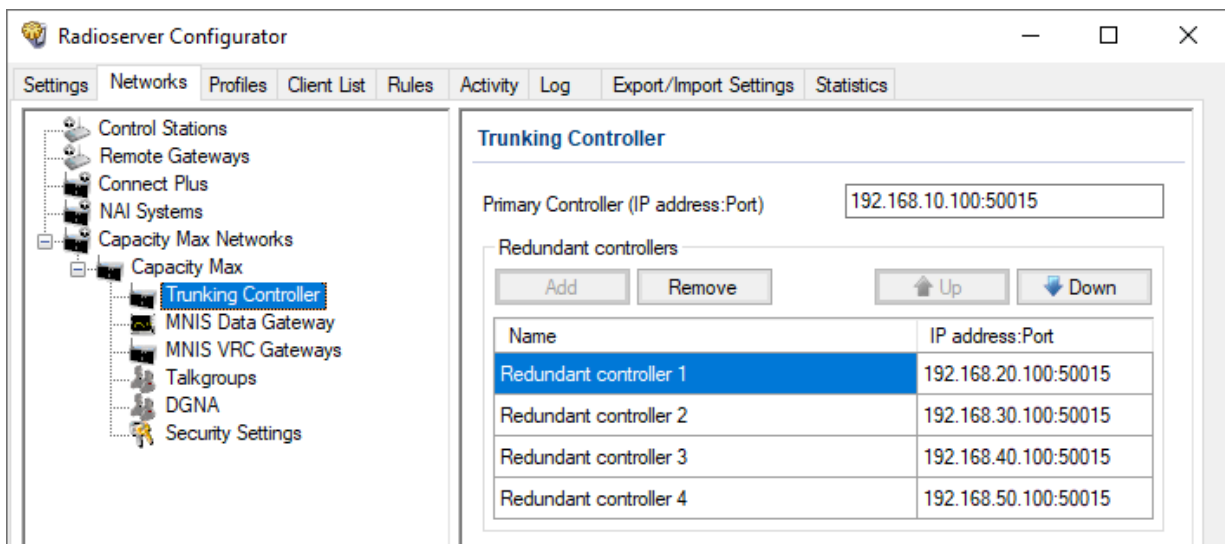 Radioserver Configurator
Settings Networks Profiles Client List Rules Activity Log Export/Import Settings Statistics
Control Stations
Remote Gateways
Connect Plus
NAI Systems
Capacity Max Networks
Capacity Max
Trunking Controller
MNIS Data Gateway
MNIS VRC Gateways
Talkgroups
DGNA
Security Settings
Trunking Controller
Primary Controller (IP address:Port) 192.168.10.100:50015
Redundant controllers
Add Remove Up Down
Name IP address:Port
Redundant controller 1 192.168.20.100:50015
Redundant controller 2 192.168.30.100:50015
Redundant controller 3 192.168.40.100:50015
Redundant controller 4 192.168.50.100:50015